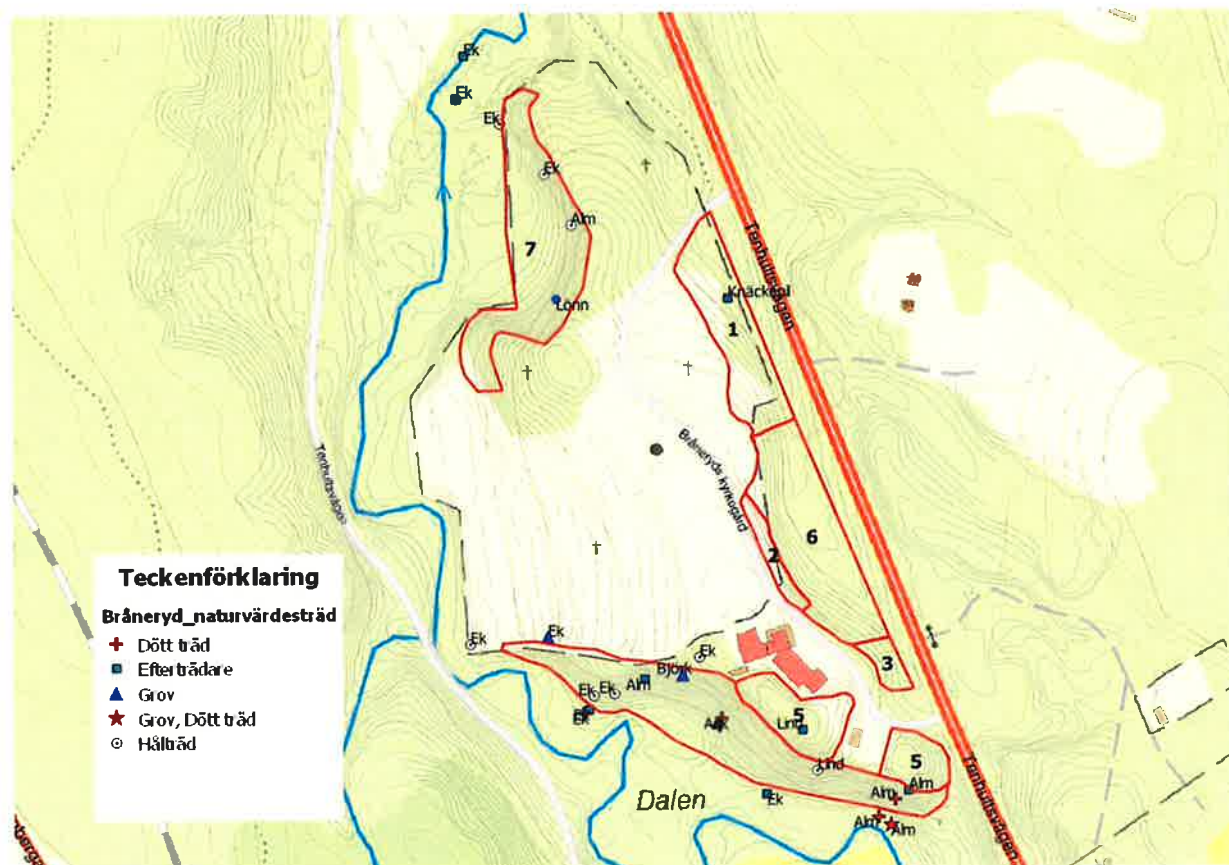 Ek
Ek
Ek
Ek
Alm
7
Lönn
Tenhultsvägen
Knäckepil
1
Bråneryds kyrkogård
6
2
Tenhultsvägen
Teckenförklaring
Bråneryd_naturvärdesträd
Dött träd
Efterträdare
Grov
Grov, Dött träd
Hålträd
Ek
Ek
Ek
3
Björk
Alm
Ek
Ek
Ek
5
Lind
Lind
5
Alm
Alm
Ek
Dalen
Alm
Alm
Tenhultsvägen